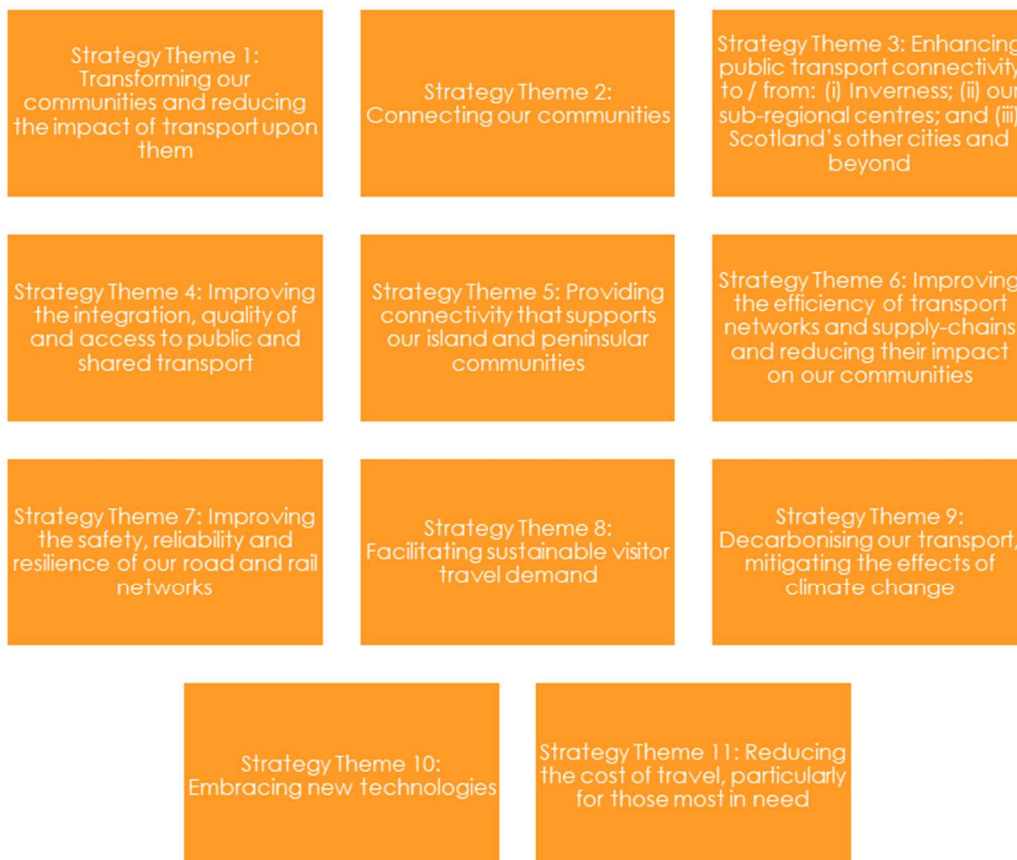 Strategy Theme 1:
Transforming our
communities and reducing
the impact of transport upon
them
Strategy Theme 2:
Connecting our communities
Strategy Theme 3: Enhancing
public transport connectivity
to / from: (i) Inverness; (ii) our
sub-regional centres; and (iii)
Scotland's other cities and
beyond
Strategy Theme 4: Improving
the integration, quality of
and access to public and
shared transport
Strategy Theme 5: Providing
connectivity that supports
our island and peninsular
communities
Strategy Theme 6: Improving
the efficiency of transport
networks and supply-chains
and reducing their impact
on our communities
Strategy Theme 7: Improving
the safety, reliability and
resilience of our road and rail
networks
Strategy Theme 8:
Facilitating sustainable visitor
travel demand
Strategy Theme 9:
Decarbonising our transport,
mitigating the effects of
climate change
Strategy Theme 10:
Embracing new technologies
Strategy Theme 11: Reducing
the cost of travel, particularly
for those most in need